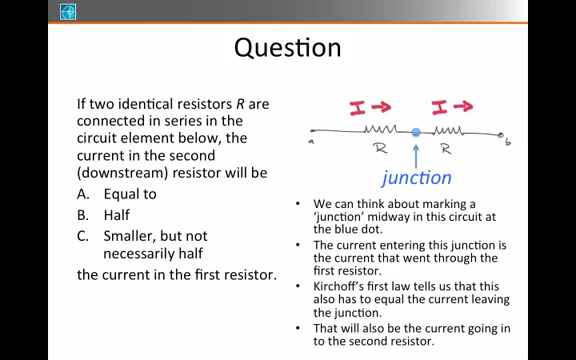 Question
If two identical resistors R are
connected in series in the
circuit element below, the
current in the second
(downstream) resistor will be
A. Equal to
B. Half
C. Smaller, but not
necessarily half
the current in the first resistor.
I → I →
a R R b
junction
• We can think about marking a
‘junction’ midway in this circuit at
the blue dot.
• The current entering this junction is
the current that went through the
first resistor.
• Kirchoff’s first law tells us that this
also has to equal the current leaving
the junction.
• That will also be the current going in
to the second resistor.